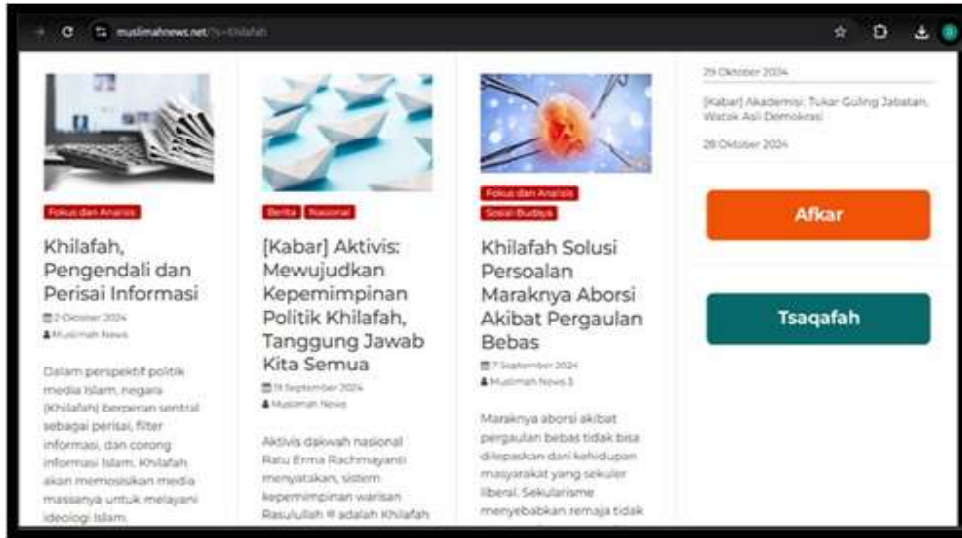 muslimahnews.net/?s=Khilafah
Fokus dan Analisis
Khilafah,
Pengendali dan
Perisai Informasi
2 Oktober 2024
Muslimah News
Dalam perspektif politik
media Islam, negara
(Khilafah) berperan sentral
sebagai perisai, filter
informasi, dan corong
informasi Islam. Khilafah
akan memosisikan media
massanya untuk melayani
ideologi Islam.
Berita Nasional
[Kabar] Aktivis:
Mewujudkan
Kepemimpinan
Politik Khilafah,
Tanggung Jawab
Kita Semua
19 September 2024
Muslimah News
Aktivis dakwah nasional
Ratu Erma Rachmayanti
menyatakan, sistem
kepemimpinan warisan
Rasulullah ﷺ adalah Khilafah
Fokus dan Analisis
Sosial Budaya
Khilafah Solusi
Persoalan
Maraknya Aborsi
Akibat Pergaulan
Bebas
7 September 2024
Muslimah News 3
Maraknya aborsi akibat
pergaulan bebas tidak bisa
dilepaskan dari kehidupan
masyarakat yang sekuler
liberal. Sekularisme
menyebabkan remaja tidak
29 Oktober 2024
[Kabar] Akademisi: Tukar Guling Jabatan,
Watak Asli Demokrasi
28 Oktober 2024
Afkar
Tsaqafah